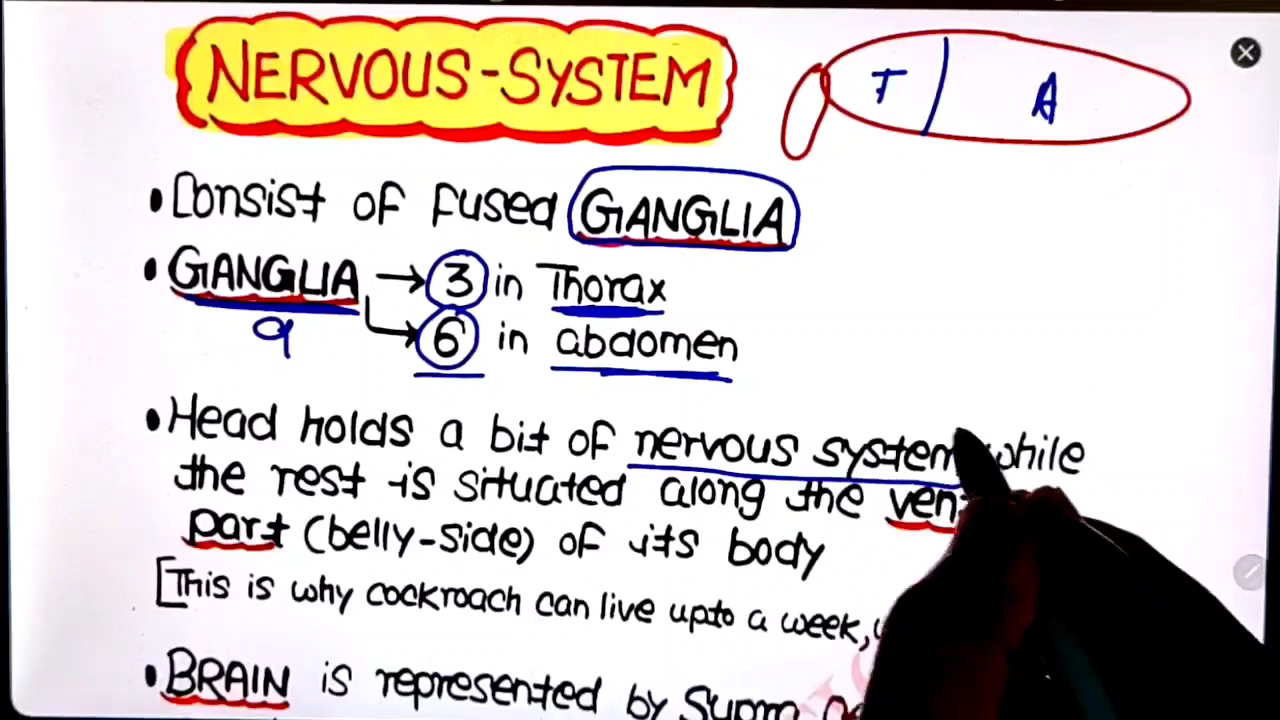 NERVOUS-SYSTEM
T A
• Consist of fused GANGLIA
• GANGLIA → 3 in Thorax
9 → 6 in abdomen
• Head holds a bit of nervous system while
the rest is situated along the
part (belly-side) of its body
[This is why cockroach can live upto a week,
• BRAIN is represented by Supra